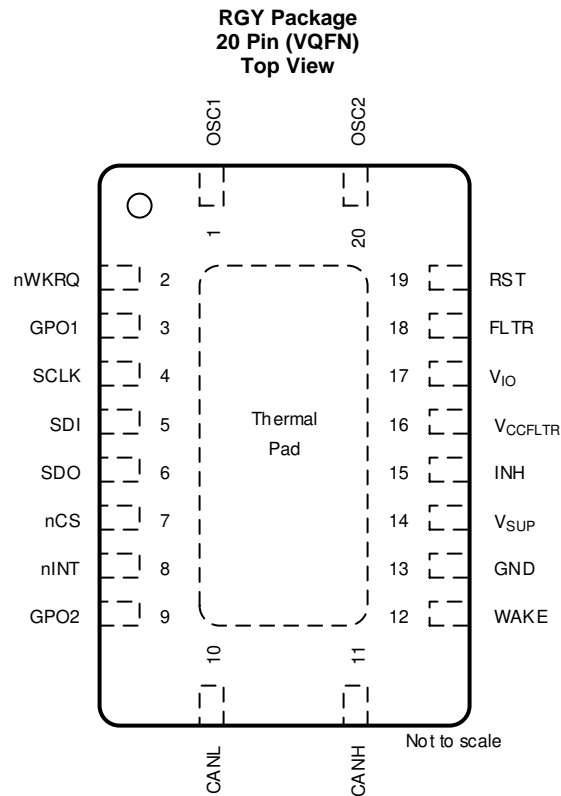 RGY Package
20 Pin (VQFN)
Top View
OSC1
OSC2
1
20
nWKRQ 2
19 RST
GPO1 3
18 FLTR
SCLK 4
17 VIO
SDI 5
16 VCCFLTR
SDO 6
15 INH
nCS 7
14 VSUP
nINT 8
13 GND
GPO2 9
12 WAKE
Thermal
Pad
10
11
CANL
CANH
Not to scale